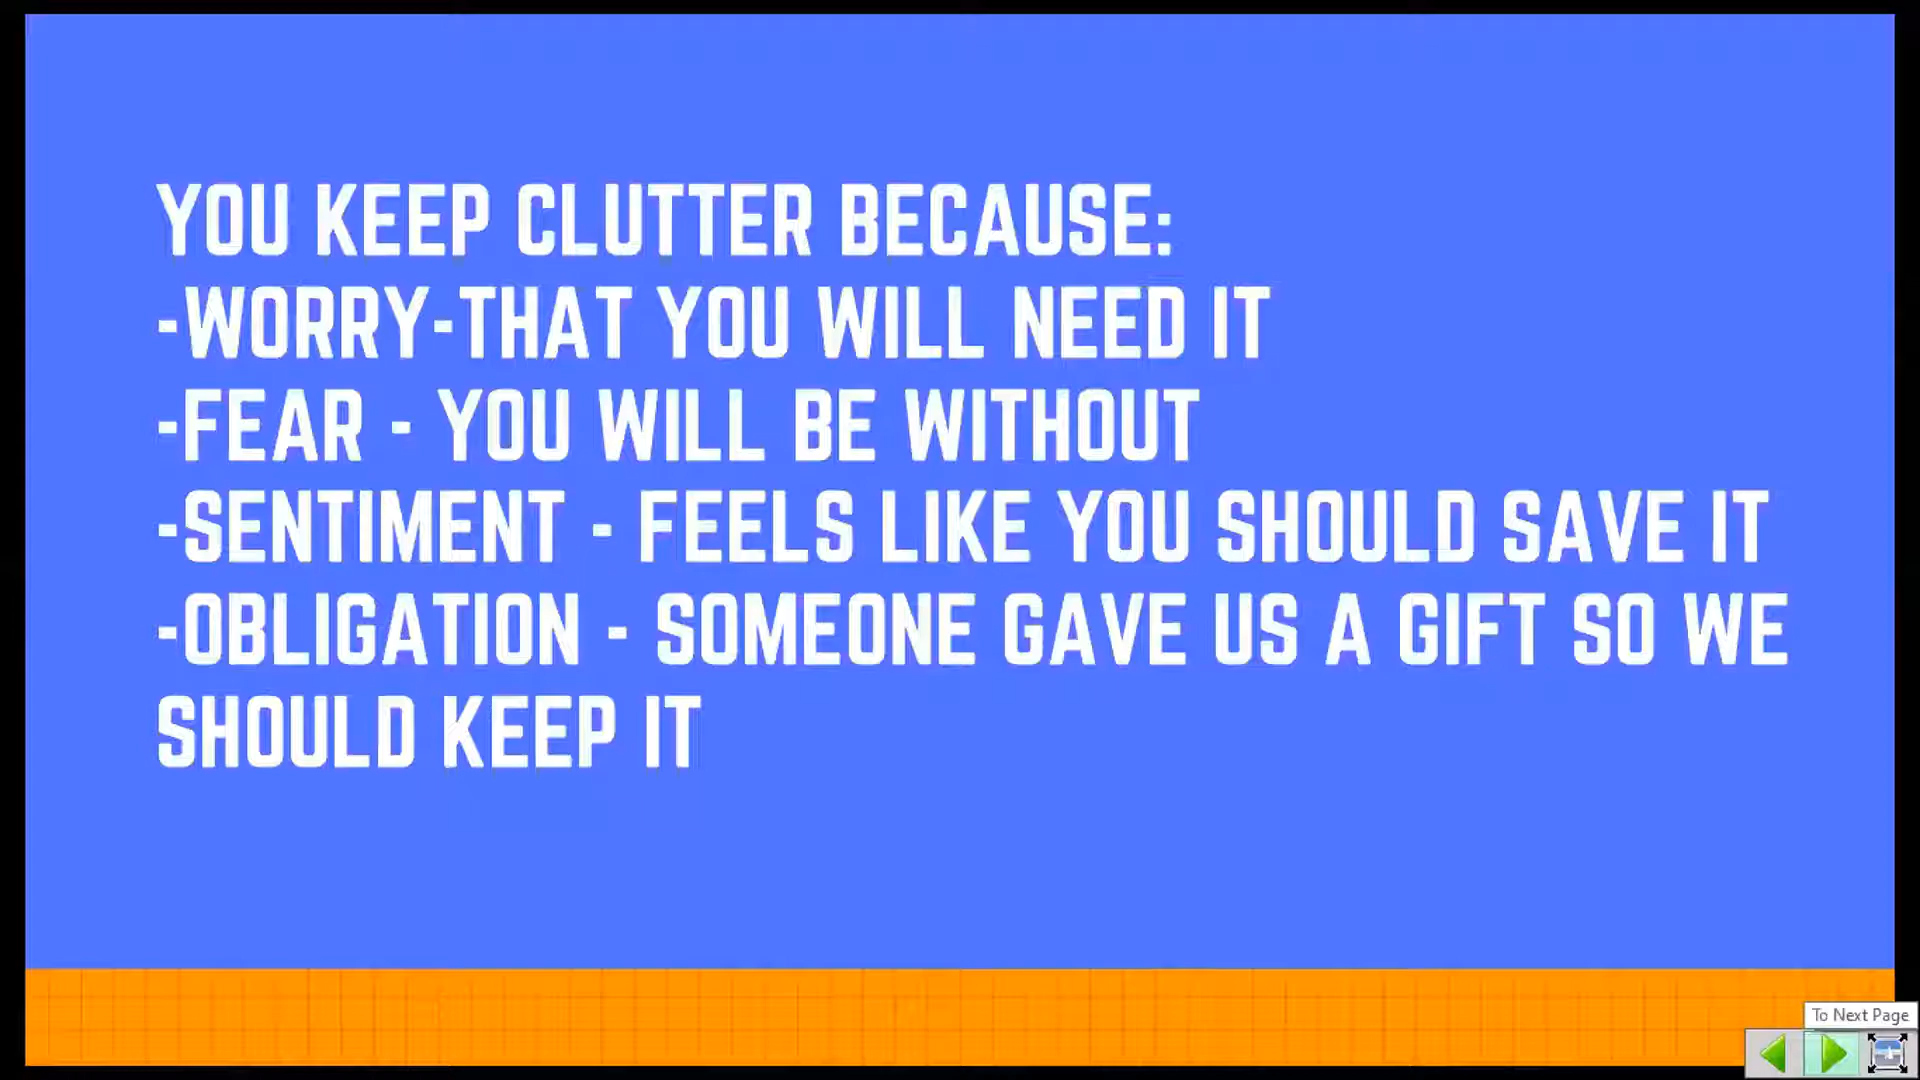 YOU KEEP CLUTTER BECAUSE:
-WORRY-THAT YOU WILL NEED IT
-FEAR - YOU WILL BE WITHOUT
-SENTIMENT - FEELS LIKE YOU SHOULD SAVE IT
-OBLIGATION - SOMEONE GAVE US A GIFT SO WE
SHOULD KEEP IT
To Next Page